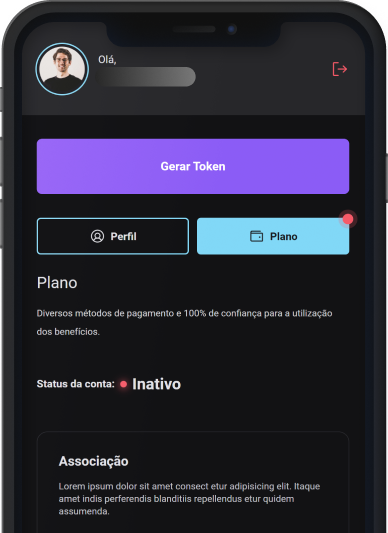 Olá,
Gerar Token
Perfil
Plano
Plano
Diversos métodos de pagamento e 100% de confiança para a utilização
dos benefícios.
Status da conta: Inativo
Associação
Lorem ipsum dolor sit amet consect etur adipisicing elit. Itaque
amet indis perferendis blanditiis repellendus etur quidem
assumenda.